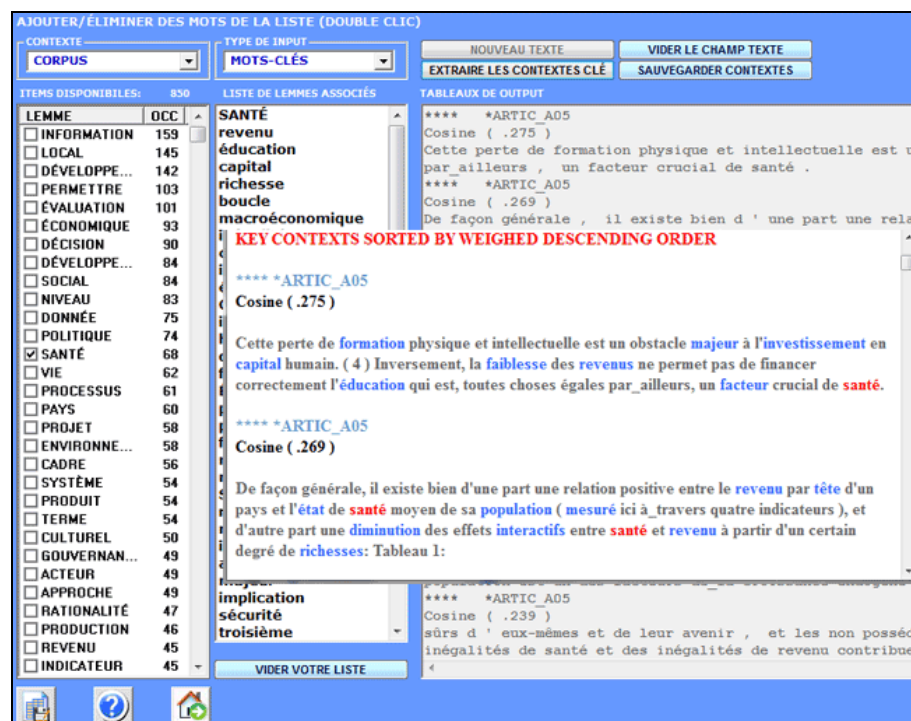 AJOUTER/ÉLIMINER DES MOTS DE LA LISTE (DOUBLE CLIC)
CONTEXTE
CORPUS
TYPE DE INPUT
MOTS-CLÉS
NOUVEAU TEXTE
VIDER LE CHAMP TEXTE
EXTRAIRE LES CONTEXTES CLÉ
SAUVEGARDER CONTEXTES
ITEMS DISPONIBILES: 850
LEMME OCC
INFORMATION 159
LOCAL 145
DÉVELOPPE... 142
PERMETTRE 103
ÉVALUATION 101
ÉCONOMIQUE 93
DÉCISION 90
DÉVELOPPE... 84
SOCIAL 84
NIVEAU 83
DONNÉE 75
POLITIQUE 74
SANTÉ 68
VIE 62
PROCESSUS 61
PAYS 60
PROJET 58
ENVIRONNE... 58
CADRE 56
SYSTÈME 54
PRODUIT 54
TERME 54
CULTUREL 50
GOUVERNAN... 49
ACTEUR 49
APPROCHE 49
RATIONALITÉ 47
PRODUCTION 46
REVENU 45
INDICATEUR 45
LISTE DE LEMMES ASSOCIÉS
SANTÉ
revenu
éducation
capital
richesse
boucle
macroéconomique
implication
sécurité
troisième
VIDER VOTRE LISTE
TABLEAUX DE OUTPUT
**** *ARTIC_A05
Cosine ( .275 )
Cette perte de formation physique et intellectuelle est
par_ailleurs , un facteur crucial de santé .
**** *ARTIC_A05
Cosine ( .269 )
De façon générale , il existe bien d ' une part une
KEY CONTEXTS SORTED BY WEIGHED DESCENDING ORDER
**** *ARTIC_A05
Cosine ( .275 )
Cette perte de formation physique et intellectuelle est un obstacle majeur à l'investissement en
capital humain. ( 4 ) Inversement, la faiblesse des revenus ne permet pas de financer
correctement l'éducation qui est, toutes choses égales par_ailleurs, un facteur crucial de santé.
**** *ARTIC_A05
Cosine ( .269 )
De façon générale, il existe bien d'une part une relation positive entre le revenu par tête d'un
pays et l'état de santé moyen de sa population ( mesuré ici à_travers quatre indicateurs ), et
d'autre part une diminution des effets interactifs entre santé et revenu à partir d'un certain
degré de richesses: Tableau 1:
**** *ARTIC_A05
Cosine ( .239 )
sûrs d ' eux-mêmes et de leur avenir , et les non
inégalités de santé et des inégalités de revenu